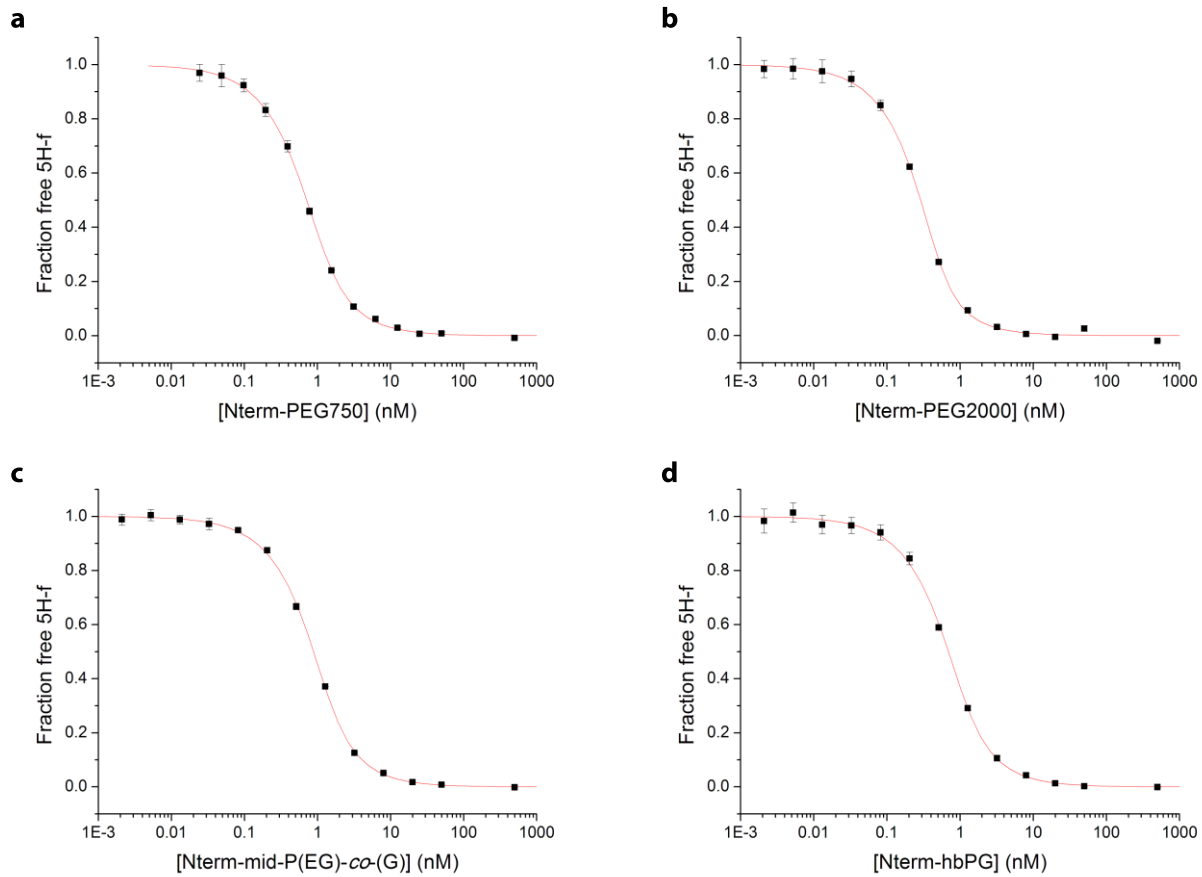 a
1.0
0.8
0.6
0.4
0.2
0.0
Fraction free 5H-f
1E-3 0.01 0.1 1 10 100 1000
[Nterm-PEG750] (nM)
b
1.0
0.8
0.6
0.4
0.2
0.0
Fraction free 5H-f
1E-3 0.01 0.1 1 10 100 1000
[Nterm-PEG2000] (nM)
c
1.0
0.8
0.6
0.4
0.2
0.0
Fraction free 5H-f
1E-3 0.01 0.1 1 10 100 1000
[Nterm-mid-P(EG)-co-(G)] (nM)
d
1.0
0.8
0.6
0.4
0.2
0.0
Fraction free 5H-f
1E-3 0.01 0.1 1 10 100 1000
[Nterm-hbPG] (nM)